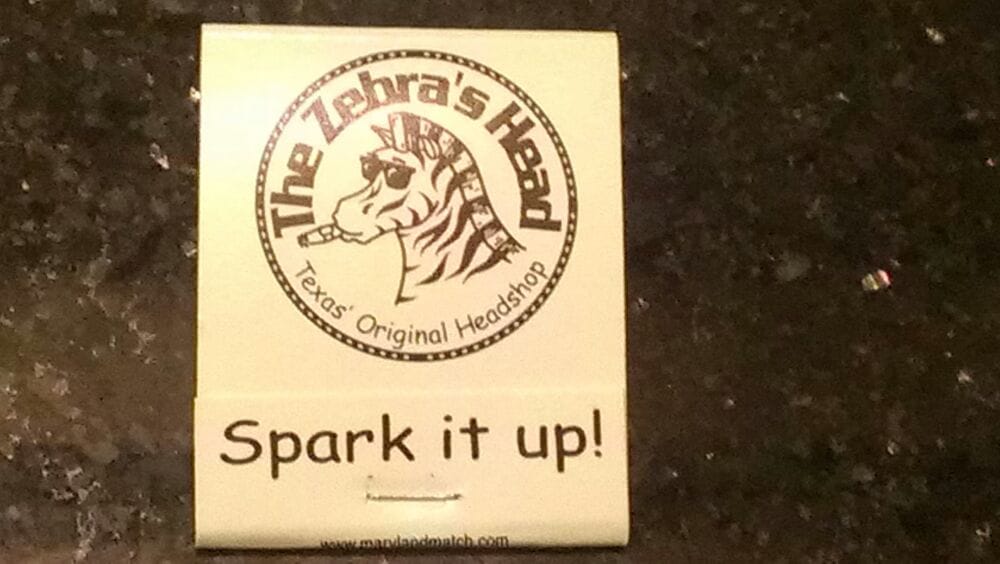 The Zebra's Head
Texas' Original Headshop
Spark it up!
www.marylandmatch.com